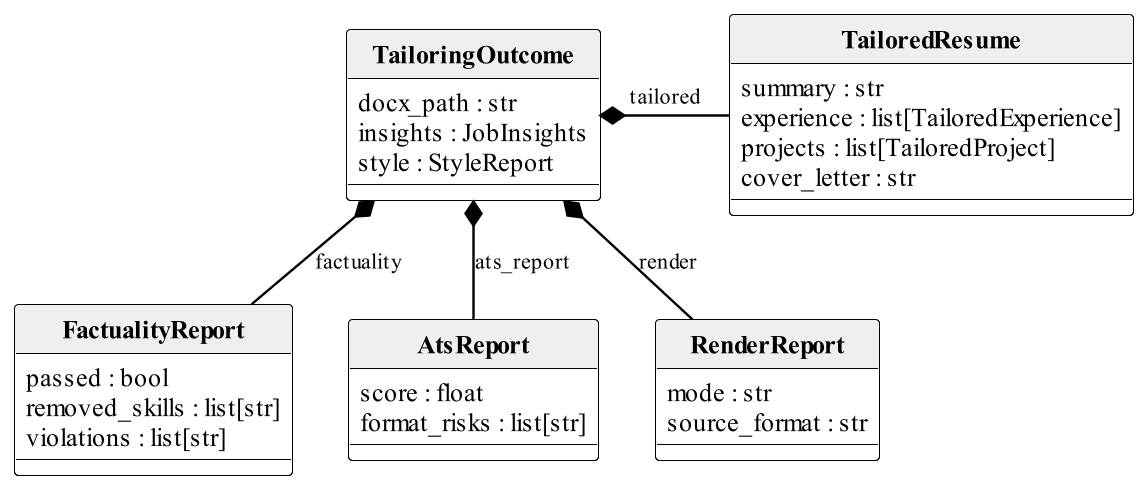 TailoringOutcome
docx_path : str
insights : JobInsights
style : StyleReport
tailored
TailoredResume
summary : str
experience : list[TailoredExperience]
projects : list[TailoredProject]
cover_letter : str
factuality
ats_report
render
FactualityReport
passed : bool
removed_skills : list[str]
violations : list[str]
AtsReport
score : float
format_risks : list[str]
RenderReport
mode : str
source_format : str